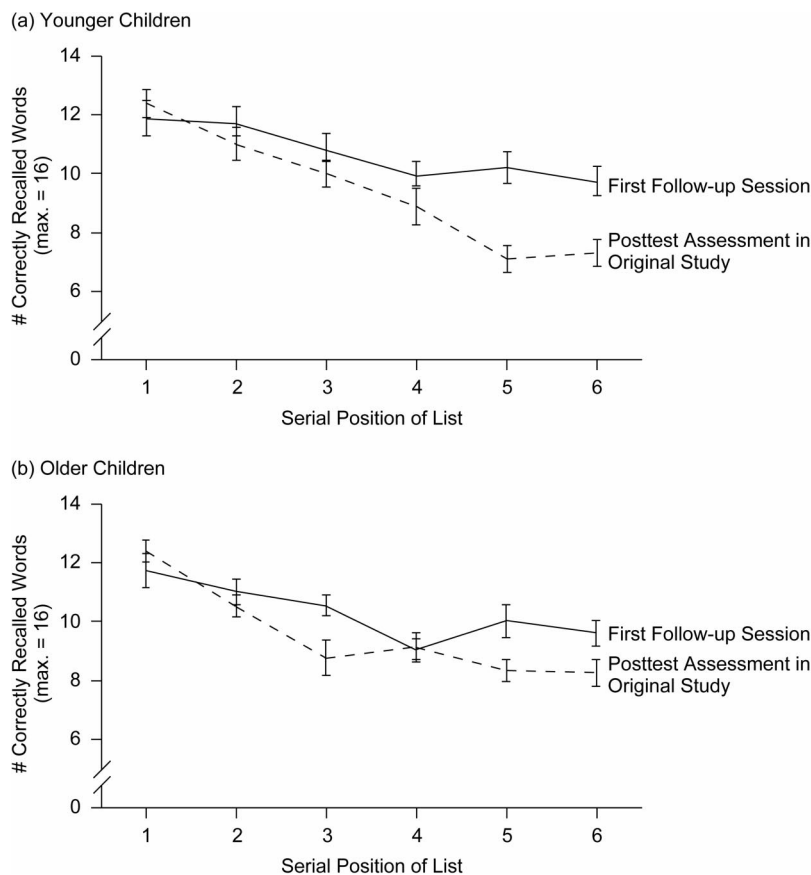 (a) Younger Children
14
12
10
8
6
0
# Correctly Recalled Words
(max. = 16)
First Follow-up Session
Posttest Assessment in
Original Study
1 2 3 4 5 6
Serial Position of List
(b) Older Children
14
12
10
8
6
0
# Correctly Recalled Words
(max. = 16)
First Follow-up Session
Posttest Assessment in
Original Study
1 2 3 4 5 6
Serial Position of List